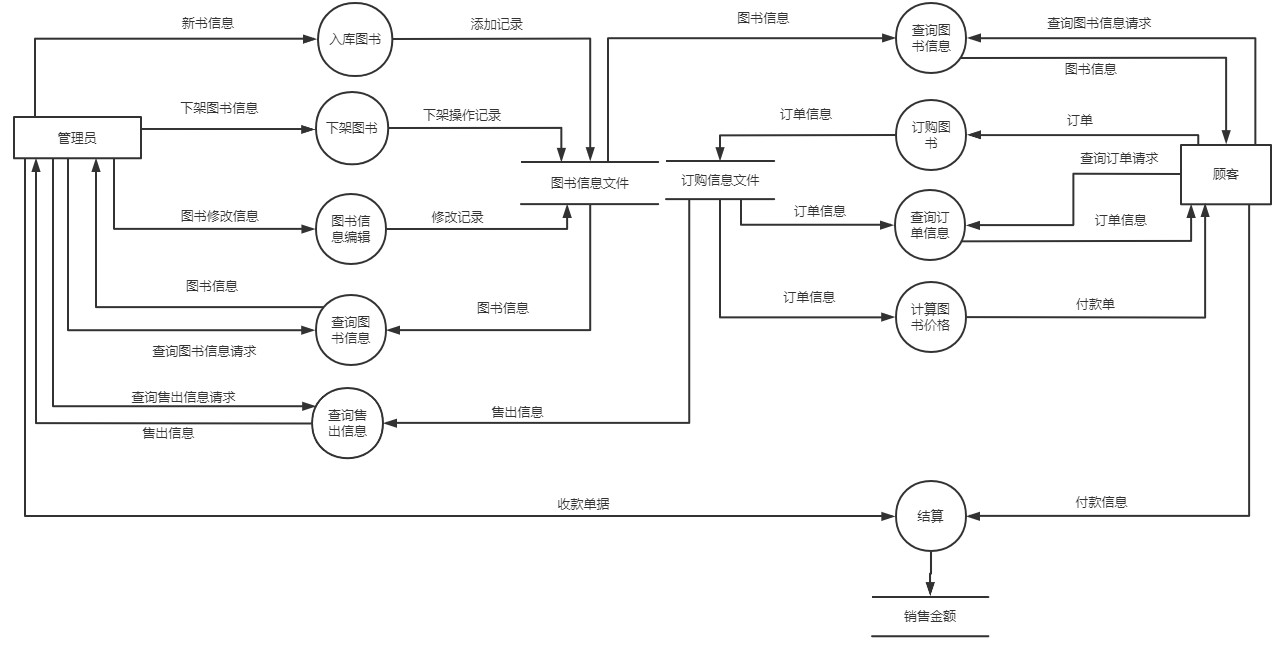 新书信息
入库图书
添加记录
图书信息
查询图
书信息
查询图书信息请求
图书信息
下架图书信息
下架图书
下架操作记录
订单信息
订购图
书
订单
管理员
图书信息文件
订购信息文件
查询订单请求
顾客
图书修改信息
图书信
息编辑
修改记录
订单信息
查询订
单信息
订单信息
图书信息
查询图
书信息
图书信息
查询图书信息请求
订单信息
计算图
书价格
付款单
查询售出信息请求
售出信息
查询售
出信息
售出信息
收款单据
结算
付款信息
销售金额